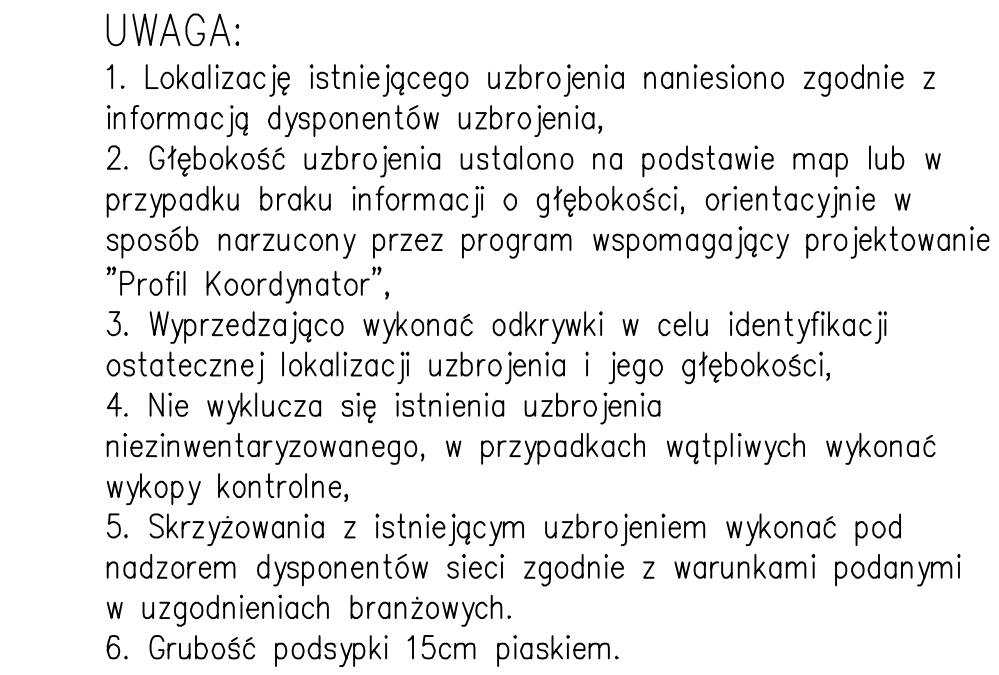 UWAGA:
1. Lokalizację istniejącego uzbrojenia naniesiono zgodnie z
informacją dysponentów uzbrojenia,
2. Głębokość uzbrojenia ustalono na podstawie map lub w
przypadku braku informacji o głębokości, orientacyjnie w
sposób narzucony przez program wspomagający projektowanie
"Profil Koordynator",
3. Wyprzedzająco wykonać odkrywki w celu identyfikacji
ostatecznej lokalizacji uzbrojenia i jego głębokości,
4. Nie wyklucza się istnienia uzbrojenia
niezinwentaryzowanego, w przypadkach wątpliwych wykonać
wykopy kontrolne,
5. Skrzyżowania z istniejącym uzbrojeniem wykonać pod
nadzorem dysponentów sieci zgodnie z warunkami podanymi
w uzgodnieniach branżowych.
6. Grubość podsypki 15cm piaskiem.